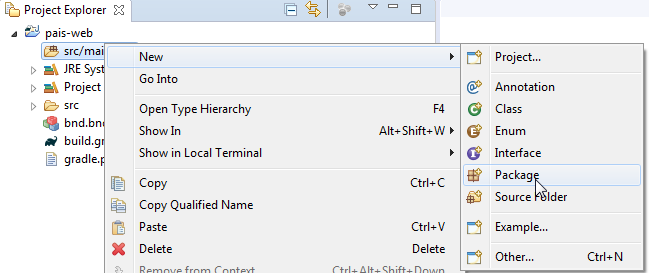 Project Explorer
pais-web
src/mai
JRE Sys
Project
src
bnd.bn
build.gr
gradle.p
New
Go Into
Open Type Hierarchy F4
Show In Alt+Shift+W
Show in Local Terminal
Copy Ctrl+C
Copy Qualified Name
Paste Ctrl+V
Delete Delete
Remove from Context Ctrl+Alt+Shift+Down
Project...
Annotation
Class
Enum
Interface
Package
Source Folder
Example...
Other... Ctrl+N